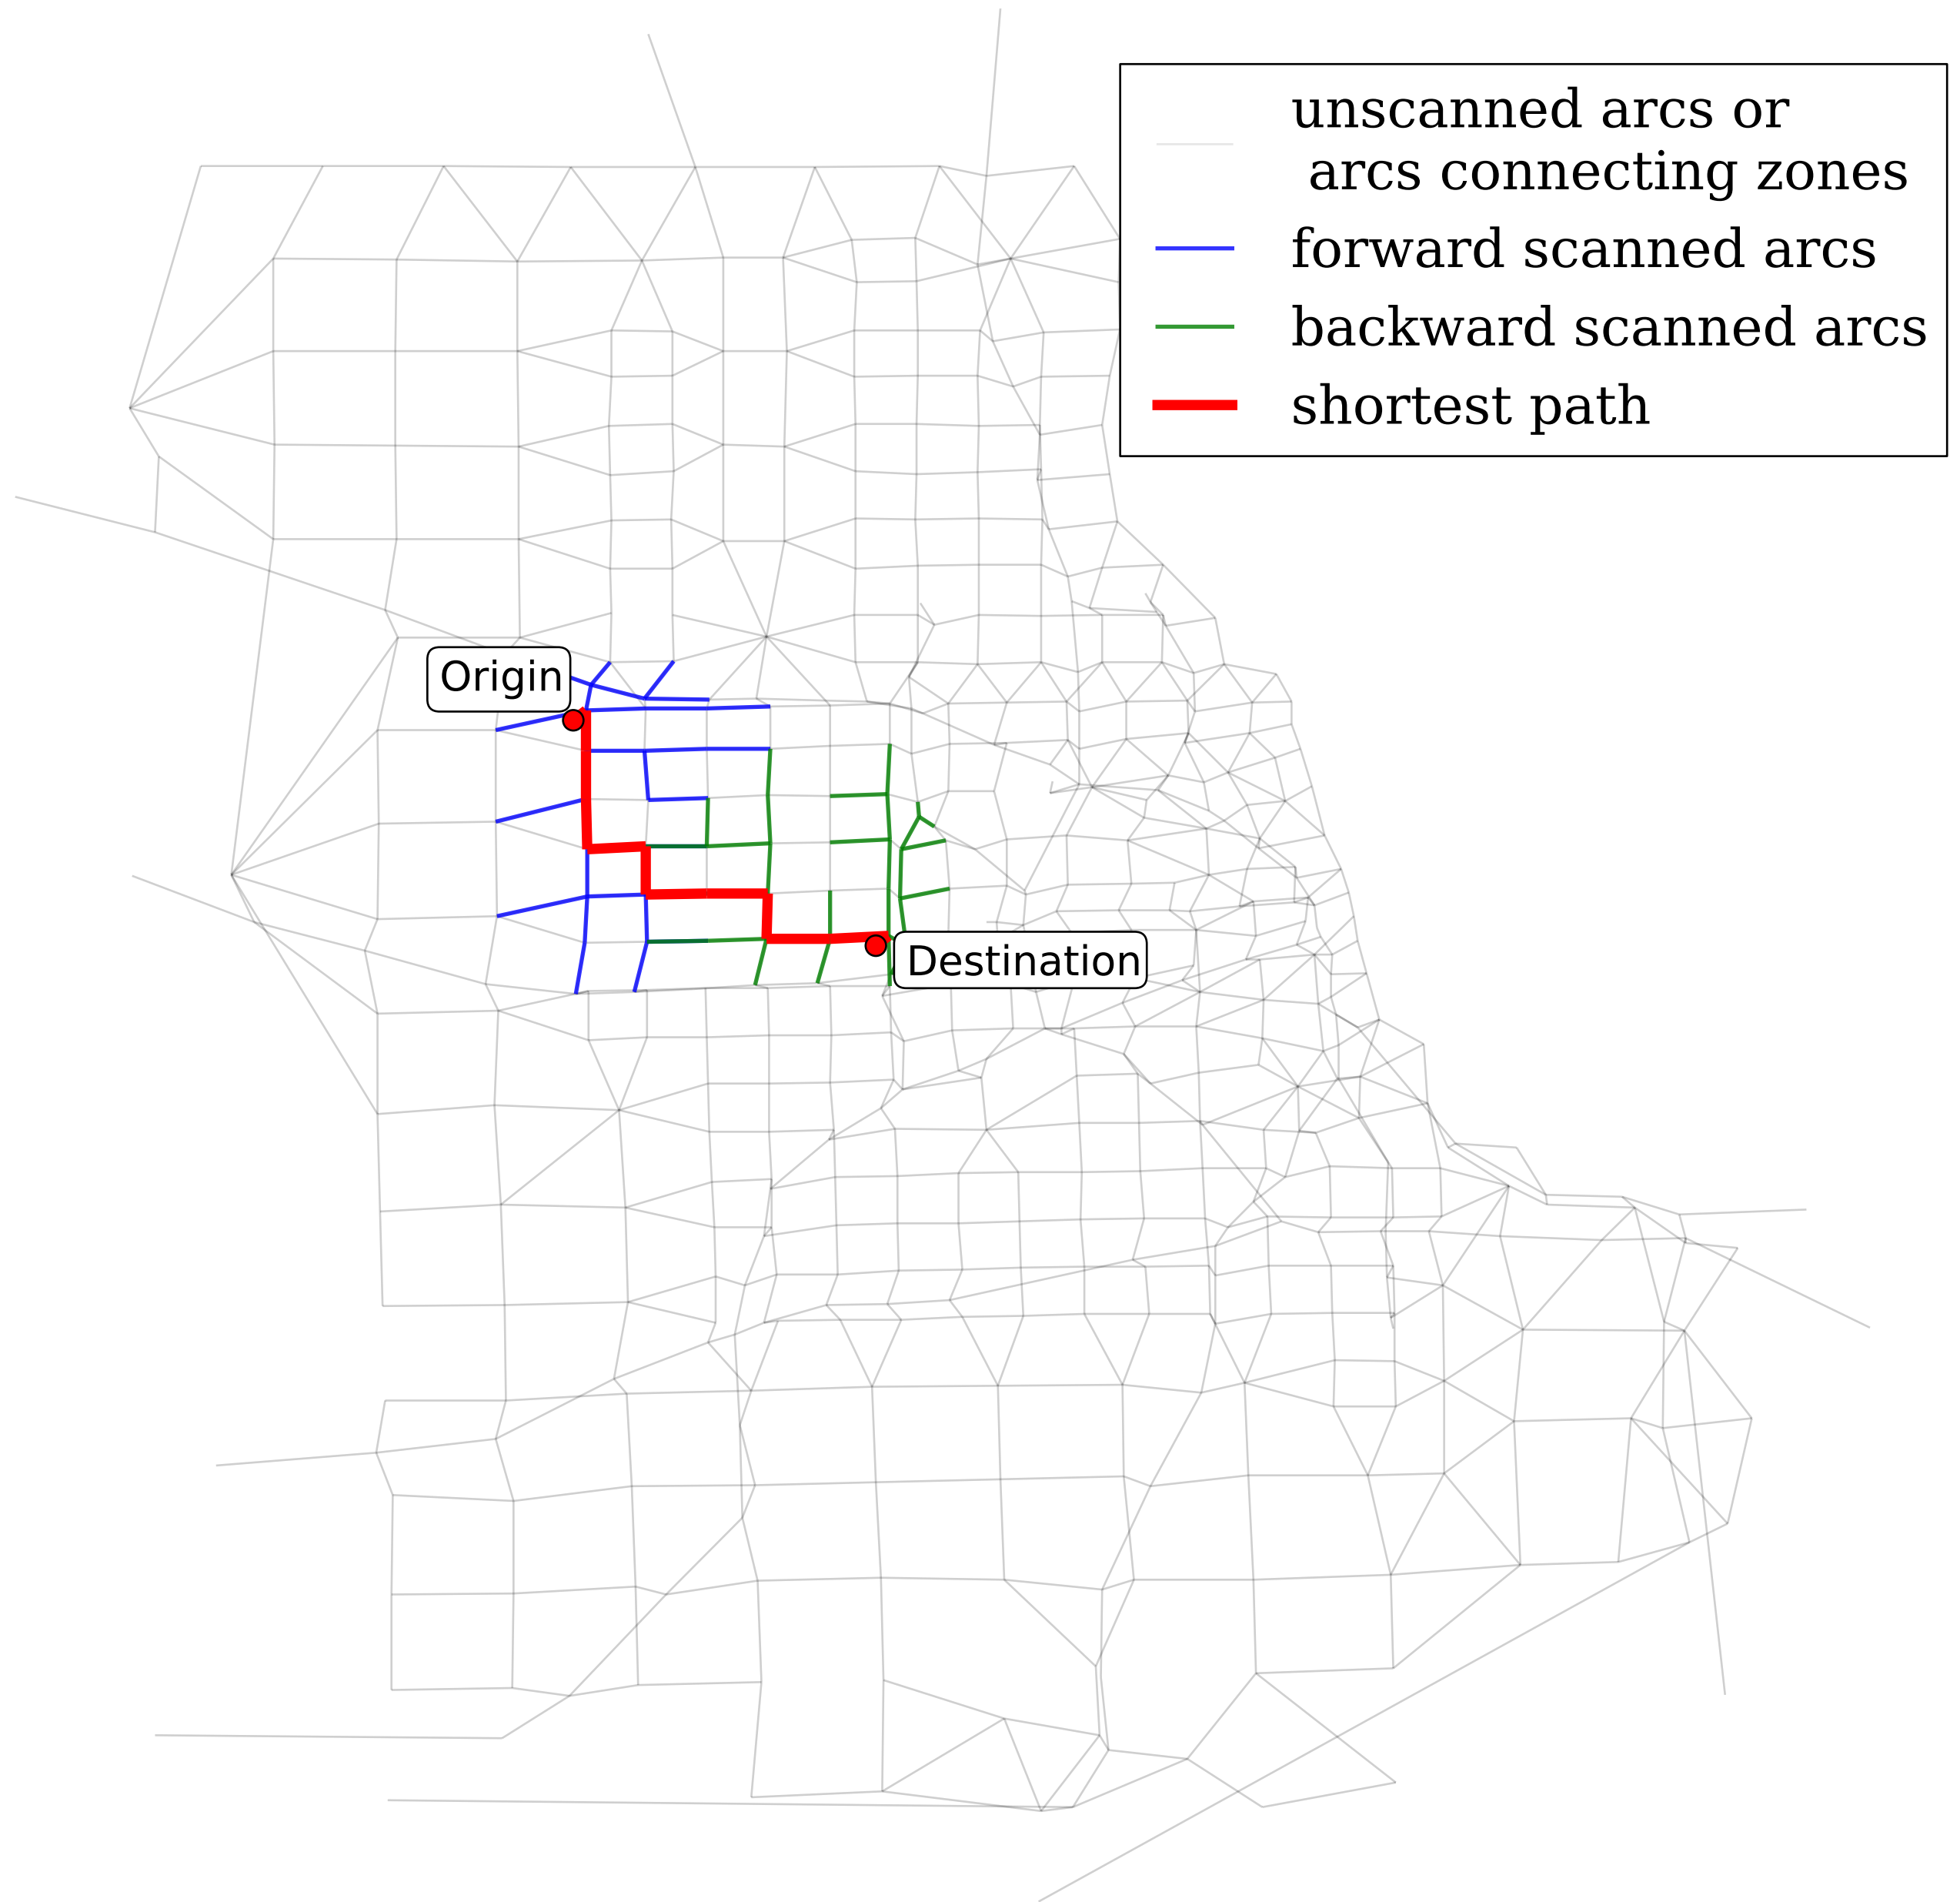 unscanned arcs or
arcs connecting zones
forward scanned arcs
backward scanned arcs
shortest path
Origin
Destination